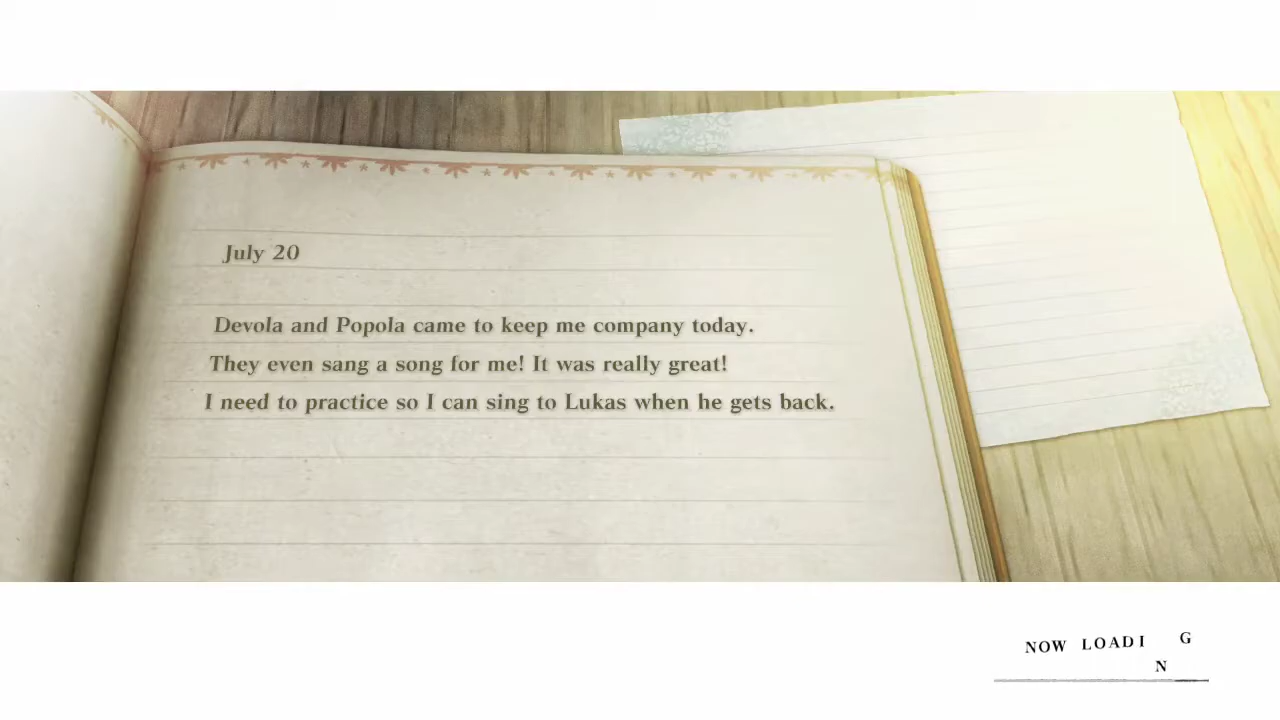 July 20
Devola and Popola came to keep me company today.
They even sang a song for me! It was really great!
I need to practice so I can sing to Lukas when he gets back.
NOW LOADING